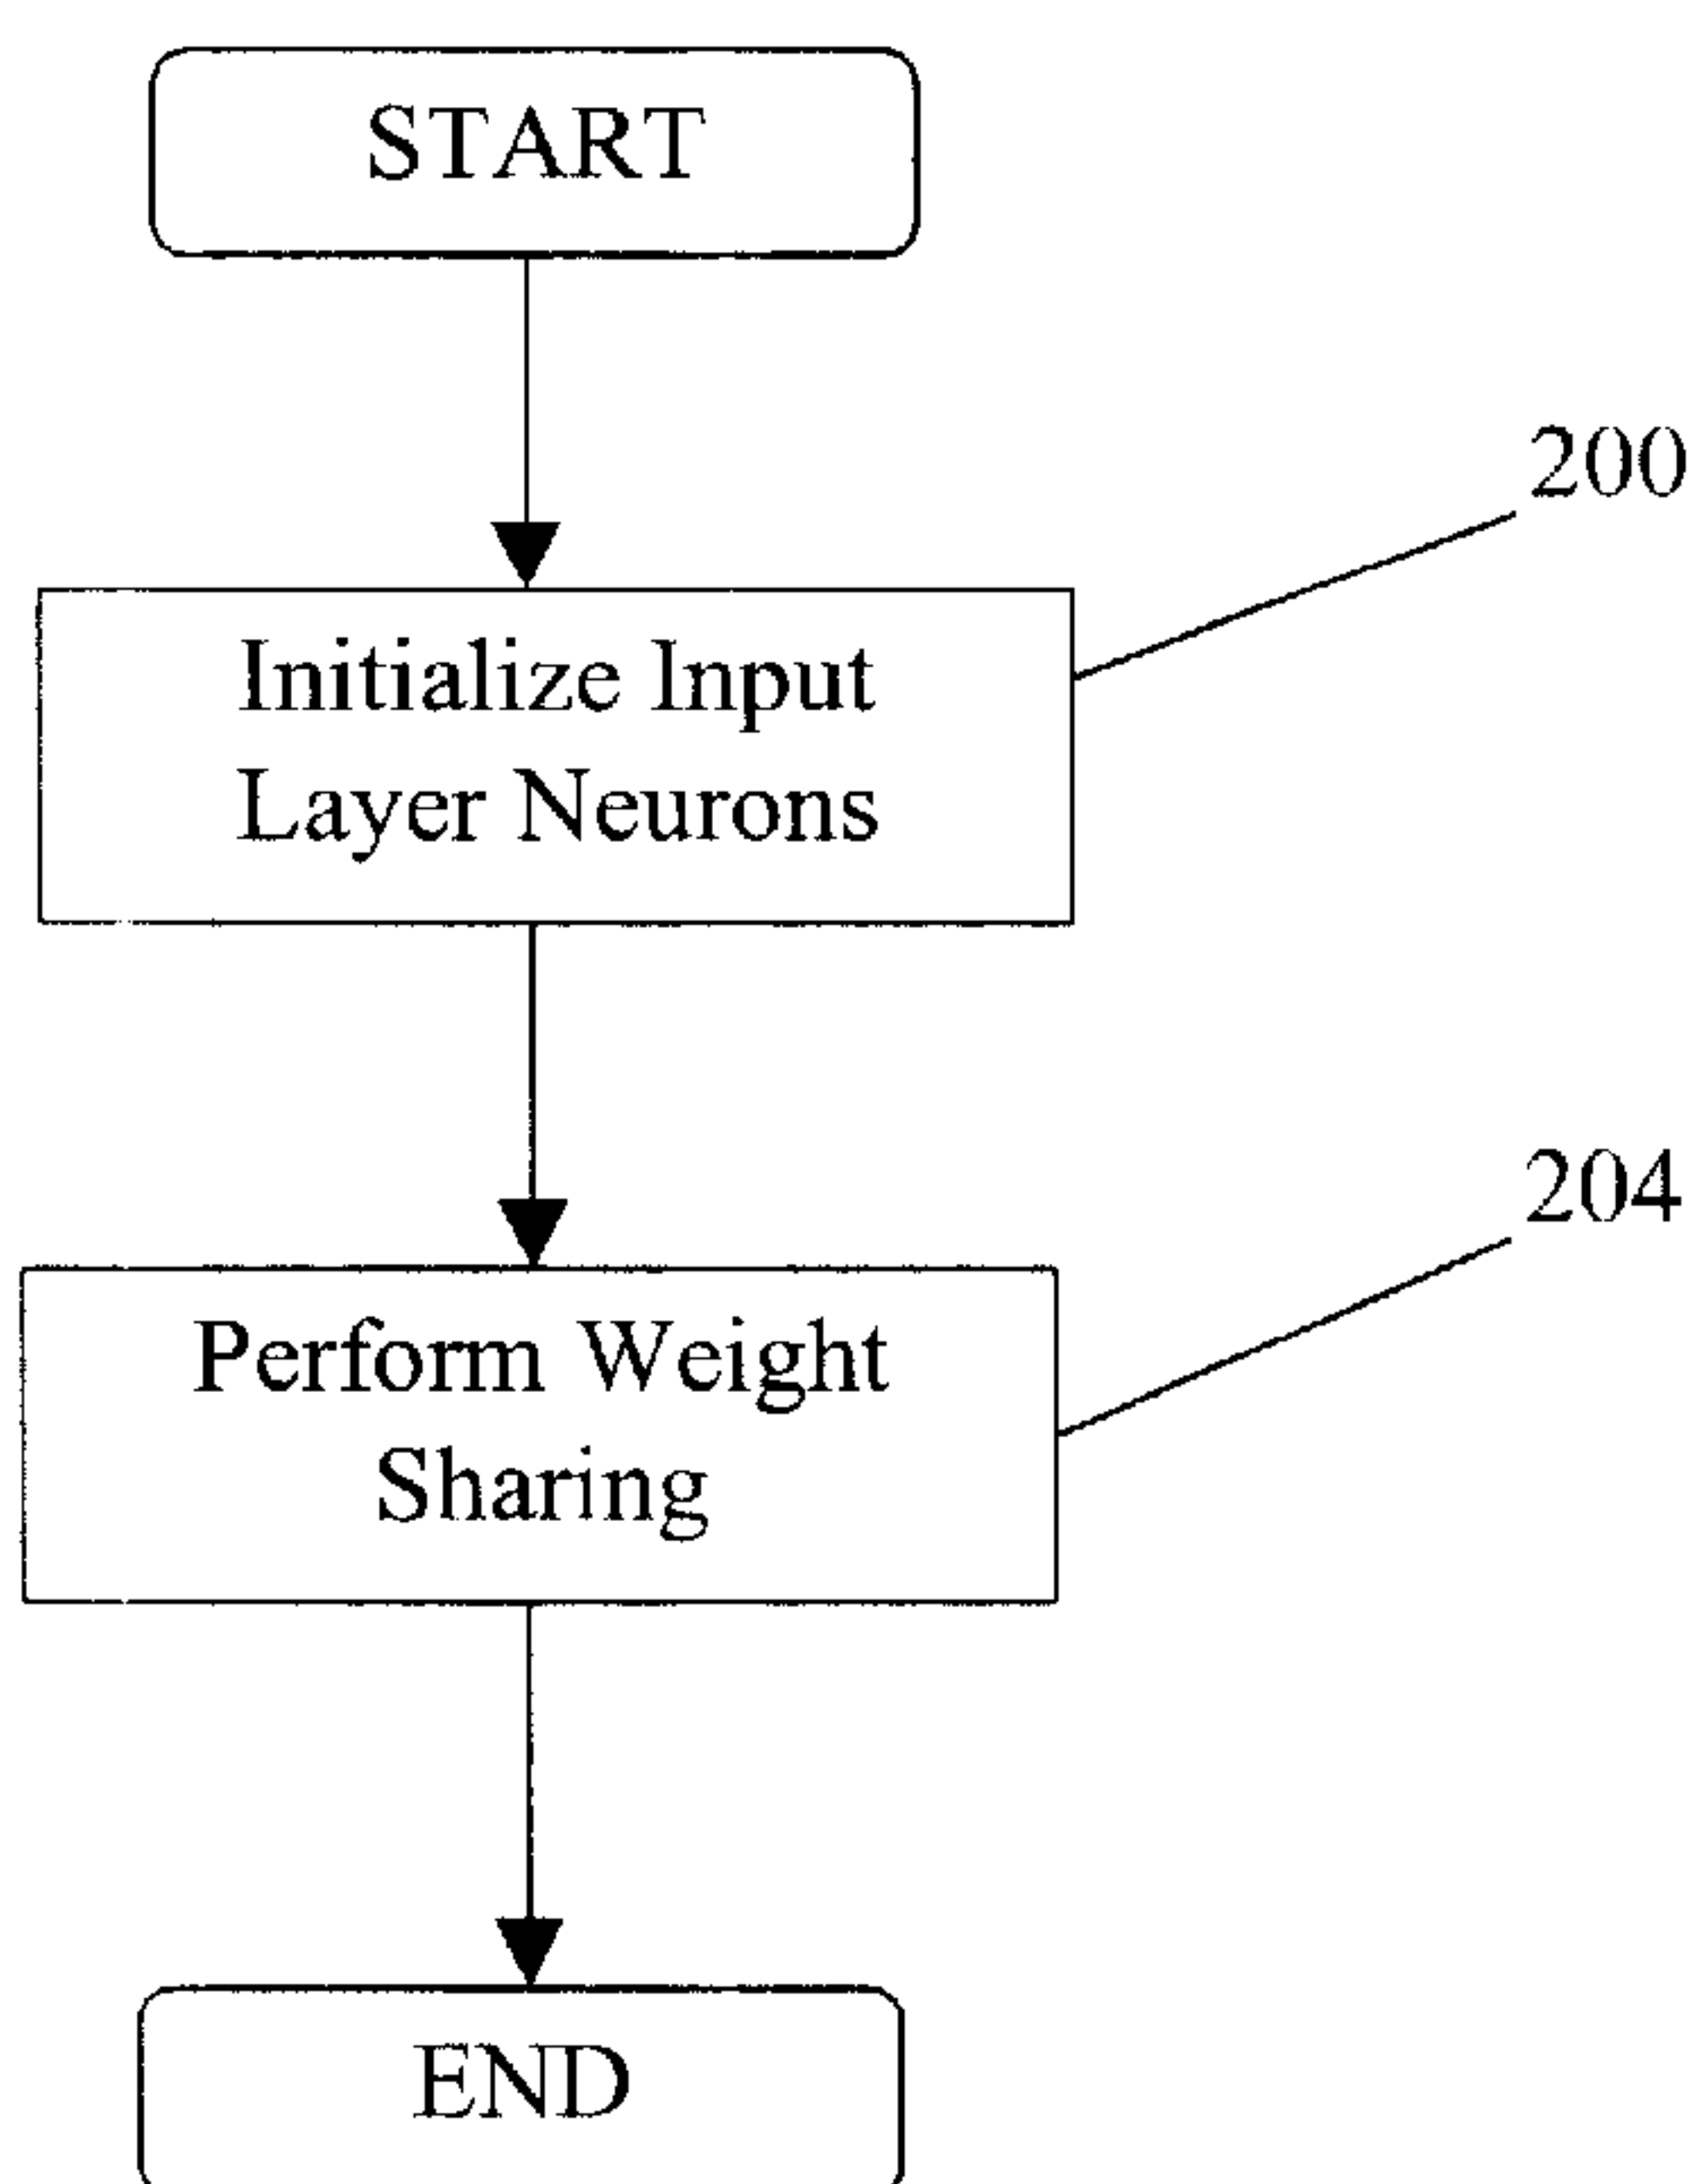 START
200
Initialize Input
Layer Neurons
204
Perform Weight
Sharing
END